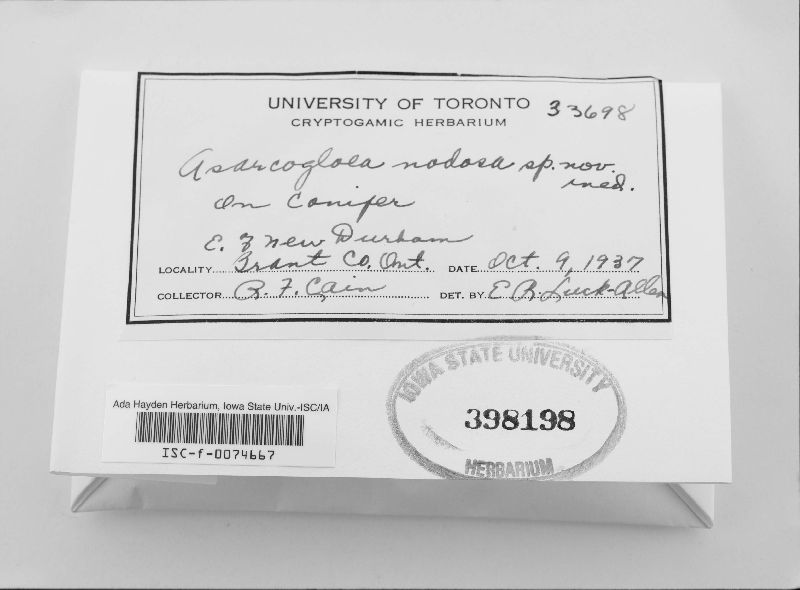 UNIVERSITY OF TORONTO 33698
CRYPTOGAMIC HERBARIUM
Asarcogloea nodosa sp. nov.
ined.
On Conifer
E. of New Durham
LOCALITY Brant Co. Ont. DATE Oct. 9, 1937
COLLECTOR R. F. Cain DET. BY E. R. Luck-Allen
IOWA STATE UNIVERSITY
398198
HERBARIUM
Ada Hayden Herbarium, Iowa State Univ.-ISC/IA
ISC-f-0074667